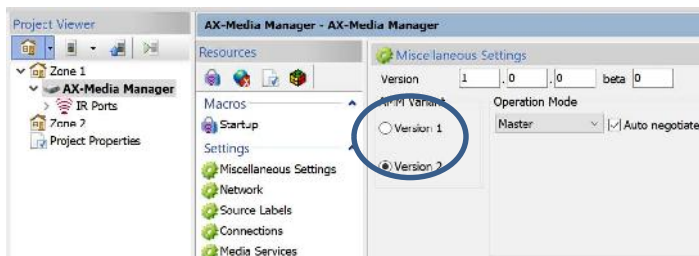 Project Viewer
Zone 1
AX-Media Manager
IR Ports
Zone 2
Project Properties
AX-Media Manager - AX-Media Manager
Resources
Macros
Startup
Settings
Miscellaneous Settings
Network
Source Labels
Connections
Media Services
Miscellaneous Settings
Version 1 .0 .0 beta 0
AMM Variant
Version 1
Version 2
Operation Mode
Master
Auto negotiate